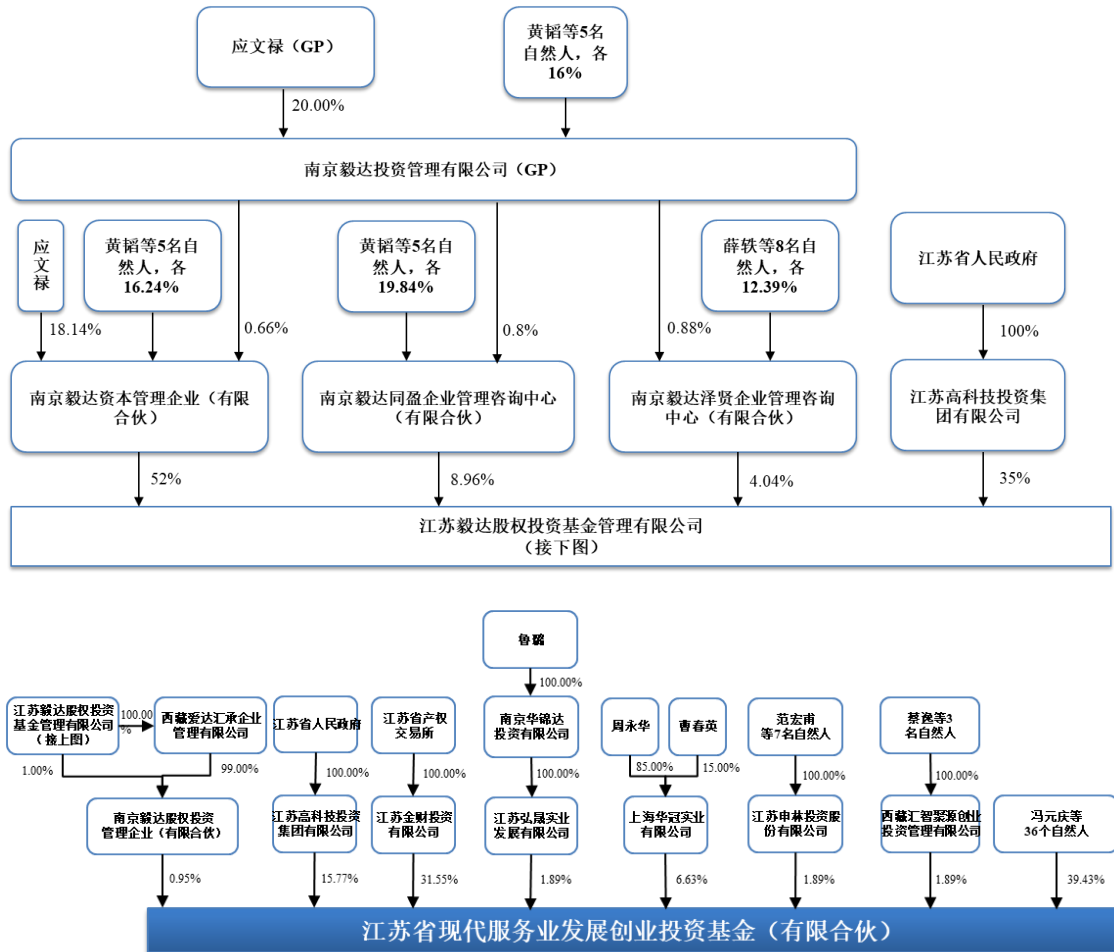 应文禄（GP）
黄韬等5名
自然人，各
16%
20.00%
南京毅达投资管理有限公司（GP）
应
文
禄
黄韬等5名自
然人，各
16.24%
黄韬等5名自
然人，各
19.84%
薛轶等8名自
然人，各
12.39%
江苏省人民政府
18.14%
0.66%
0.8%
0.88%
100%
南京毅达资本管理企业（有限
合伙）
南京毅达同盈企业管理咨询中心
（有限合伙）
南京毅达泽贤企业管理咨询
中心（有限合伙）
江苏高科技投资集
团有限公司
52%
8.96%
4.04%
35%
江苏毅达股权投资基金管理有限公司
（接下图）
鲁璐
100.00%
江苏毅达股权投资
基金管理有限公司
（接上图）
100.00
%
西藏爱达汇承企业
管理有限公司
江苏省人民政府
江苏省产权
交易所
南京华锦达
投资有限公司
周永华
曹春英
范宏甫
等7名自然人
蔡逸等3
名自然人
1.00%
99.00%
100.00%
100.00%
100.00%
85.00%
15.00%
100.00%
100.00%
南京毅达股权投资
管理企业（有限合伙）
江苏高科技投资
集团有限公司
江苏金财投资
有限公司
江苏弘晟实业
发展有限公司
上海华冠实业
有限公司
江苏申林投资股
份有限公司
西藏汇智聚源创业
投资管理有限公司
冯元庆等
36个自然人
0.95%
15.77%
31.55%
1.89%
6.63%
1.89%
1.89%
39.43%
江苏省现代服务业发展创业投资基金（有限合伙）